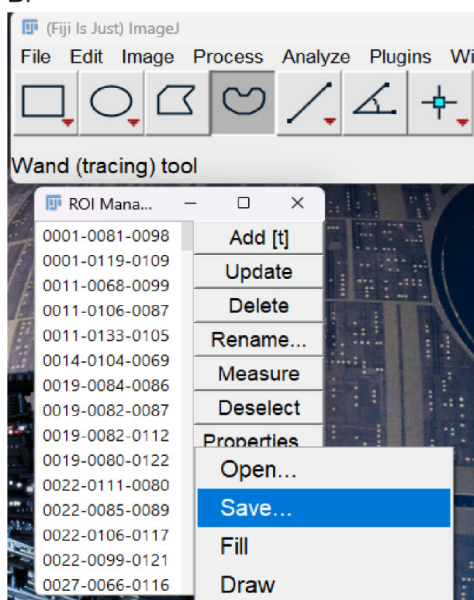 (Fiji Is Just) ImageJ
File Edit Image Process Analyze Plugins Wi
Wand (tracing) tool
ROI Mana...
0001-0081-0098
0001-0119-0109
0011-0068-0099
0011-0106-0087
0011-0133-0105
0014-0104-0069
0019-0084-0086
0019-0082-0087
0019-0082-0112
0019-0080-0122
0022-0111-0080
0022-0085-0089
0022-0106-0117
0022-0099-0121
0027-0066-0116
Add [t]
Update
Delete
Rename...
Measure
Deselect
Properties
Open...
Save...
Fill
Draw